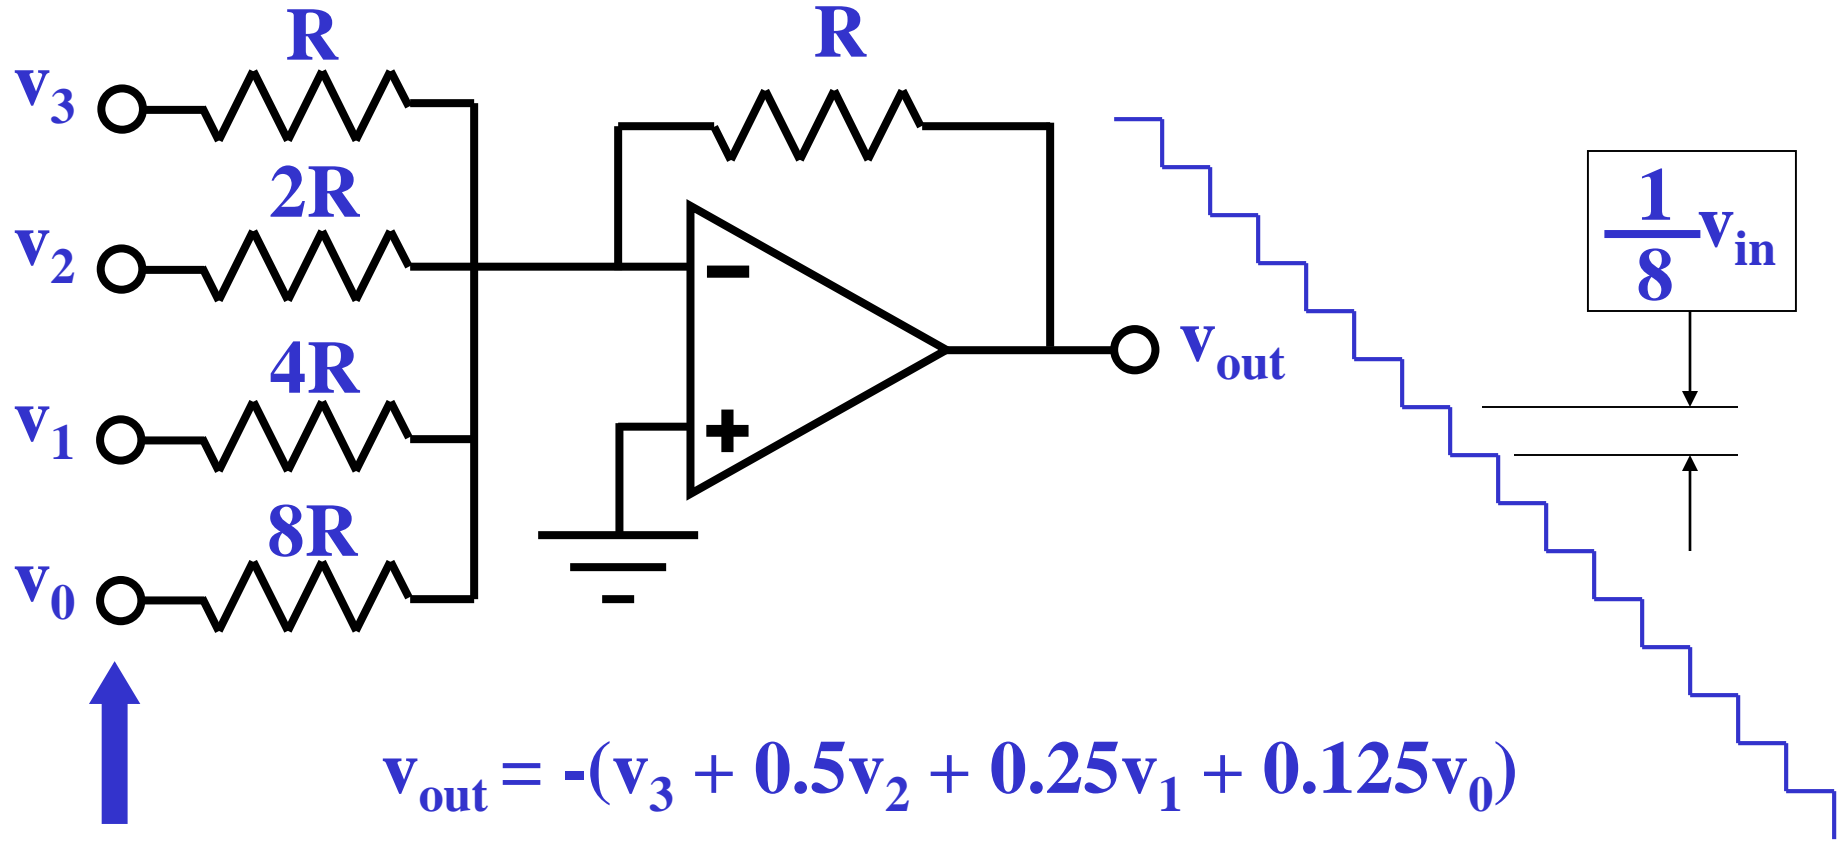 R
R
v3
2R
v2
4R
v1
8R
v0
-
+
vout
1
8
vin
vout = -(v3 + 0.5v2 + 0.25v1 + 0.125v0)